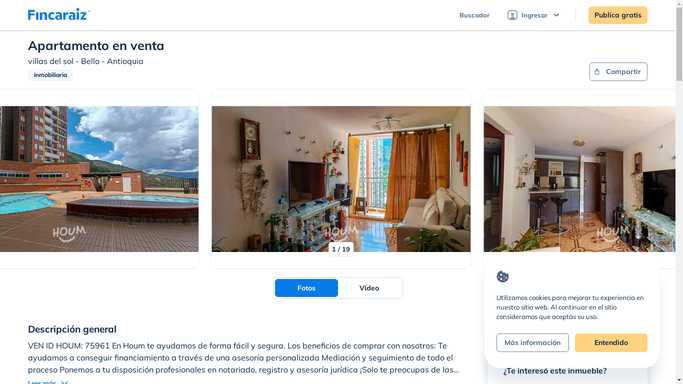 Fincaraiz
Buscador
Ingresar
Publica gratis
Apartamento en venta
villas del sol - Bello - Antioquia
Inmobiliaria
Compartir
HOUM
HOUM
HOUM
1 / 19
Fotos
Vídeo
Utilizamos cookies para mejorar tu experiencia en
nuestro sitio web. Al continuar en el sitio
consideramos que aceptas su uso.
Más información
Entendido
Descripción general
VEN ID HOUM: 75961 En Houm te ayudamos de forma fácil y segura. Los beneficios de comprar con nosotros: Te
ayudamos a conseguir financiamiento a través de una asesoría personalizada Mediación y seguimiento de todo el
proceso Ponemos a tu disposición profesionales en notariado, registro y asesoría jurídica ¡Solo te preocupas de las...
Leer más
¿Te interesó este inmueble?